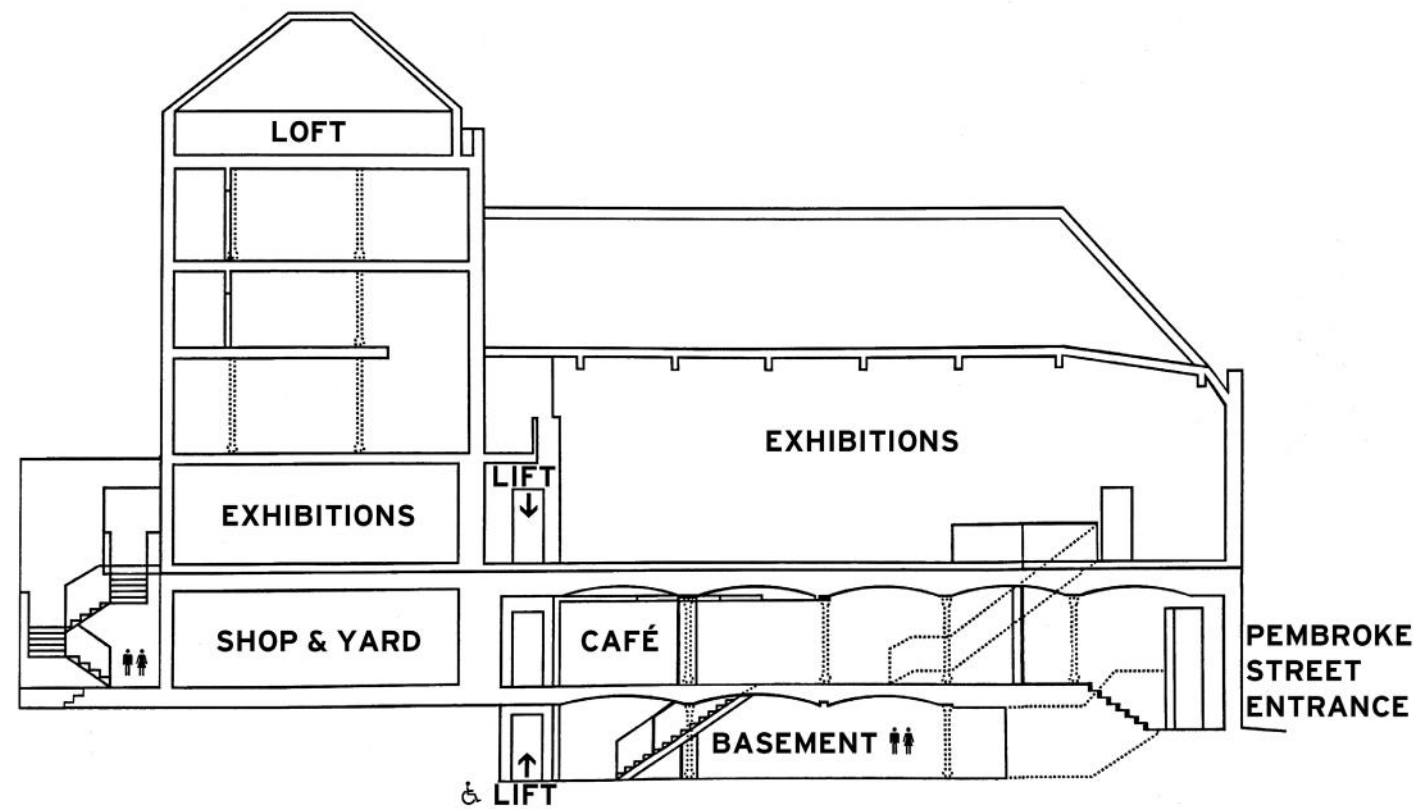 LOFT
EXHIBITIONS
LIFT
EXHIBITIONS
SHOP & YARD
CAFÉ
PEMBROKE
STREET
ENTRANCE
BASEMENT
LIFT